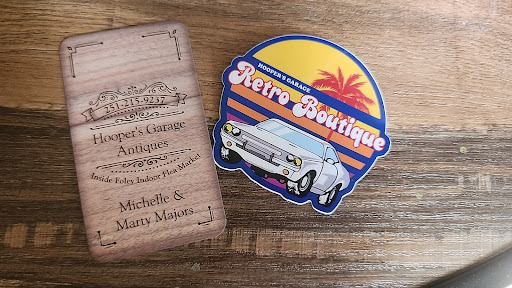 251-215-9237
Hooper's Garage
Antiques
Inside Foley Indoor Flea Market
Michelle &
Marty Majors
HOOPER'S GARAGE
Retro Boutique